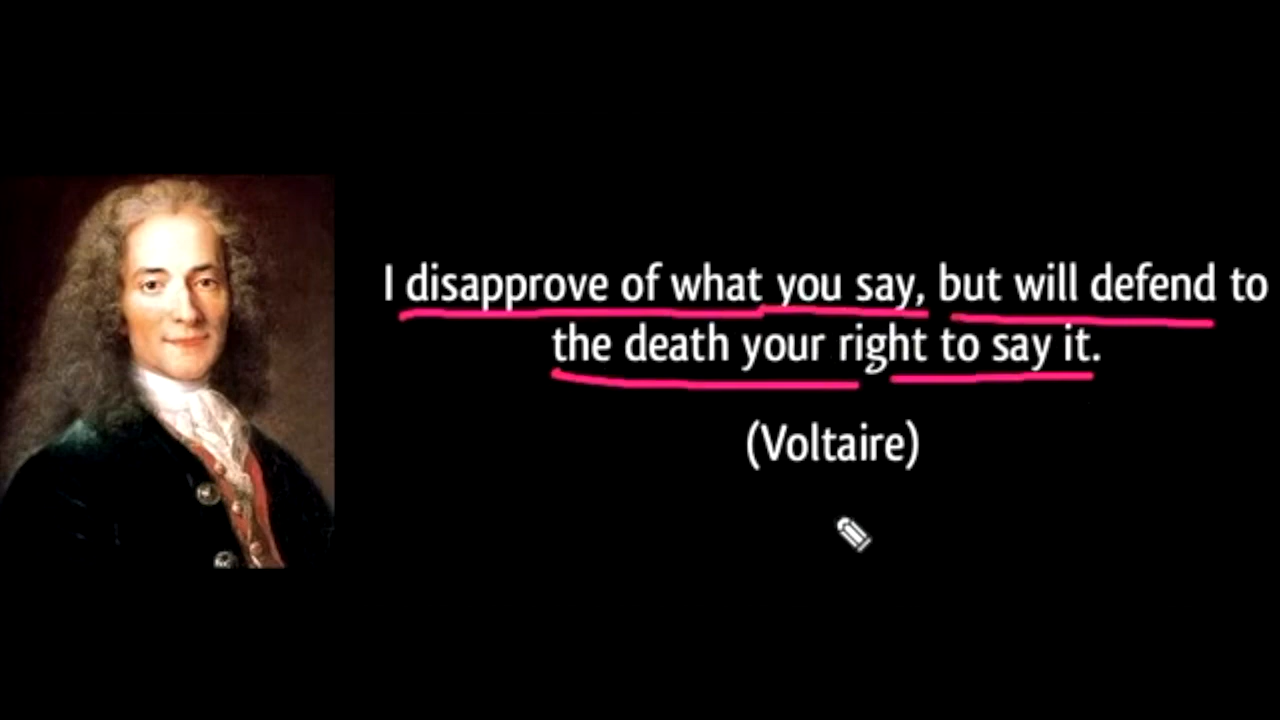 I disapprove of what you say, but will defend to
the death your right to say it.
(Voltaire)